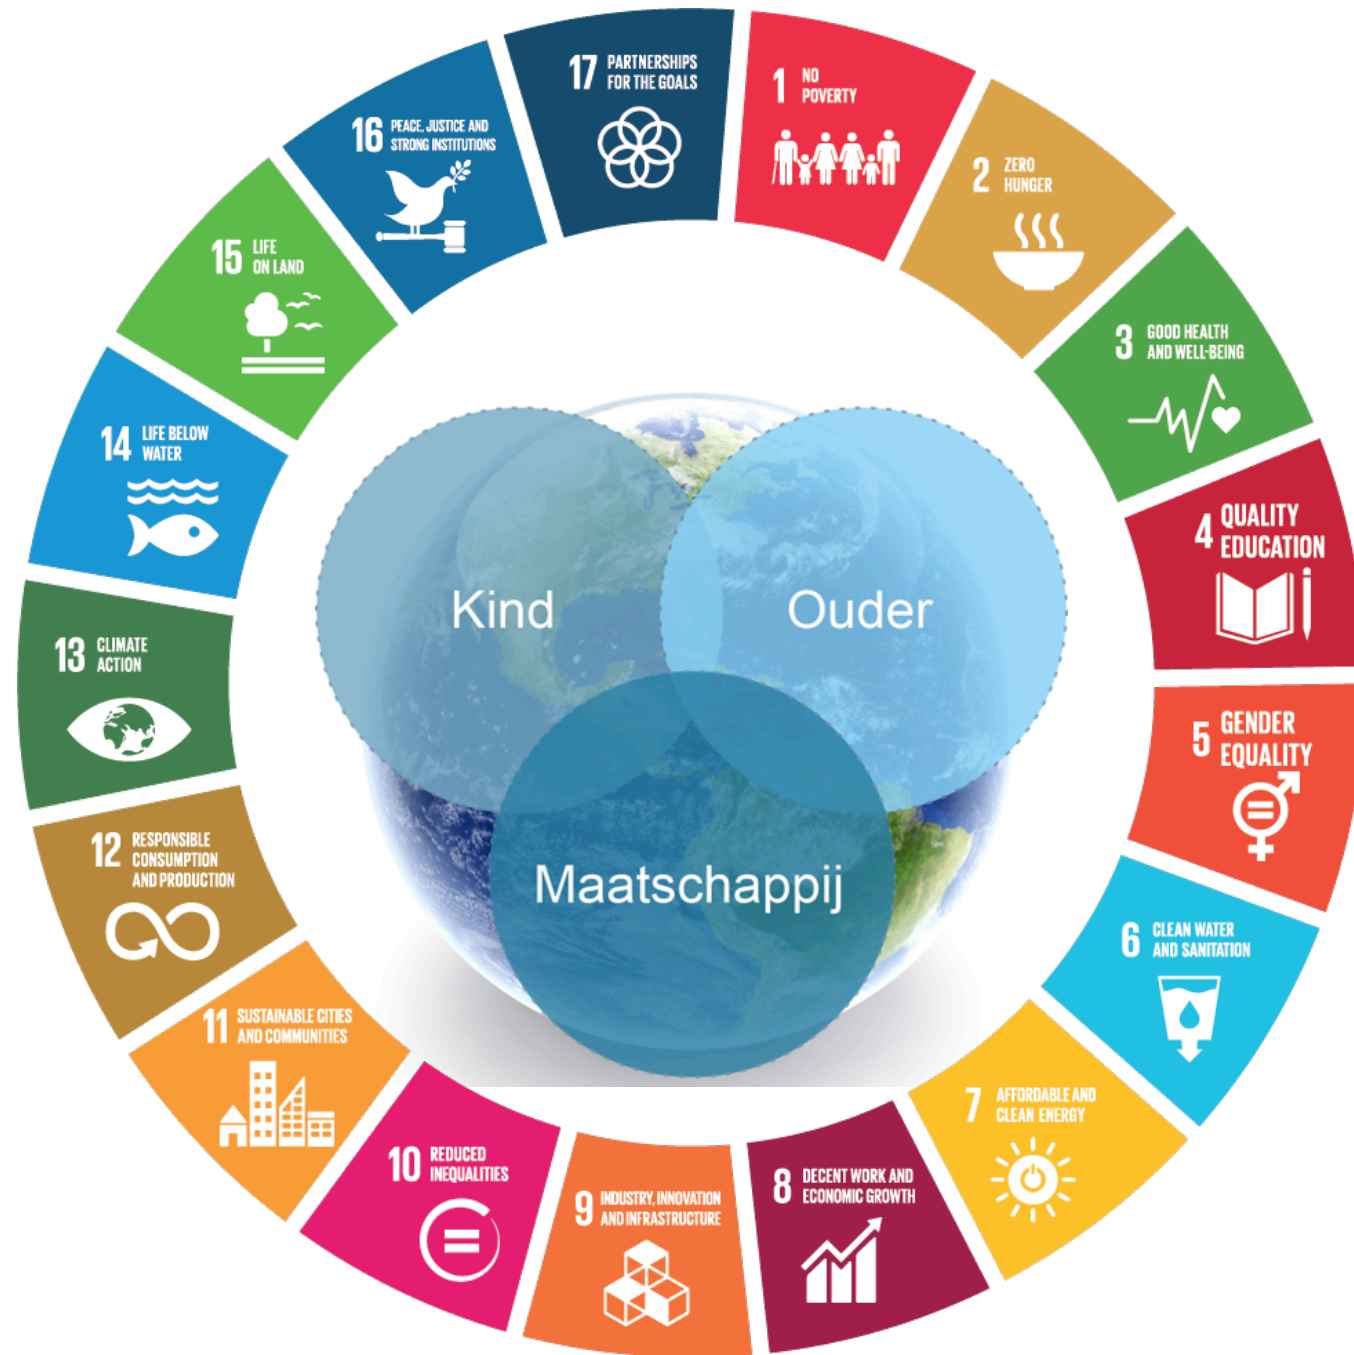 1 NO
POVERTY
2 ZERO
HUNGER
3 GOOD HEALTH
AND WELL-BEING
4 QUALITY
EDUCATION
5 GENDER
EQUALITY
6 CLEAN WATER
AND SANITATION
7 AFFORDABLE AND
CLEAN ENERGY
8 DECENT WORK AND
ECONOMIC GROWTH
9 INDUSTRY, INNOVATION
AND INFRASTRUCTURE
10 REDUCED
INEQUALITIES
11 SUSTAINABLE CITIES
AND COMMUNITIES
12 RESPONSIBLE
CONSUMPTION
AND PRODUCTION
13 CLIMATE
ACTION
14 LIFE BELOW
WATER
15 LIFE
ON LAND
16 PEACE, JUSTICE AND
STRONG INSTITUTIONS
17 PARTNERSHIPS
FOR THE GOALS
Kind
Ouder
Maatschappij